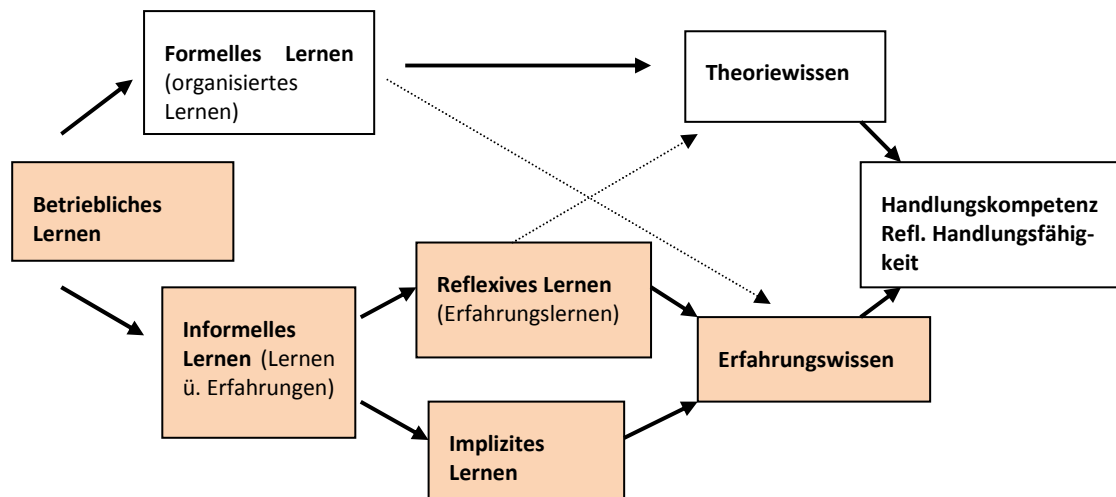 Formelles Lernen
(organisiertes
Lernen)
Theoriewissen
Betriebliches
Lernen
Handlungskompetenz
Refl. Handlungsfähig-
keit
Reflexives Lernen
(Erfahrungslernen)
Informelles
Lernen (Lernen
ü. Erfahrungen)
Erfahrungswissen
Implizites
Lernen